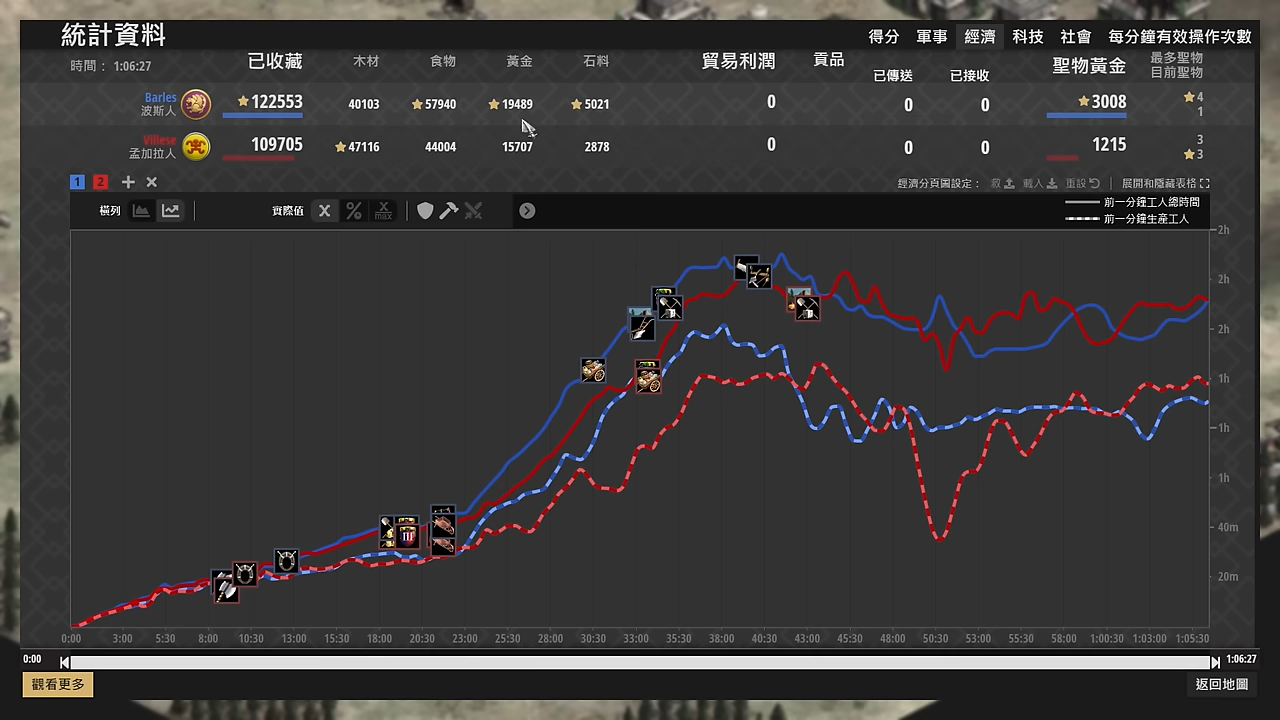 統計資料
得分 軍事 經濟 科技 社會 每分鐘有效操作次數
時間： 1:06:27
已收藏 木材 食物 黃金 石料 貿易利潤 貢品 已傳送 已接收 聖物黃金 最多聖物
目前聖物
Barles
波斯人
122553 40103 57940 19489 5021 0 0 0 3008 4
1
Villese
孟加拉人
109705 47116 44004 15707 2878 0 0 0 1215 3
3
1 2
經濟分頁圖設定： 載入 重設 展開和隱藏表格
橫列 實際值 X % X
max
前一分鐘工人總時間
前一分鐘生產工人
2h
2h
2h
1h
1h
1h
40m
20m
0:00 3:00 5:30 8:00 10:30 13:00 15:30 18:00 20:30 23:00 25:30 28:00 30:30 33:00 35:30 38:00 40:30 43:00 45:30 48:00 50:30 53:00 55:30 58:00 1:00:30 1:03:00 1:05:30
0:00 1:06:27
觀看更多 返回地圖